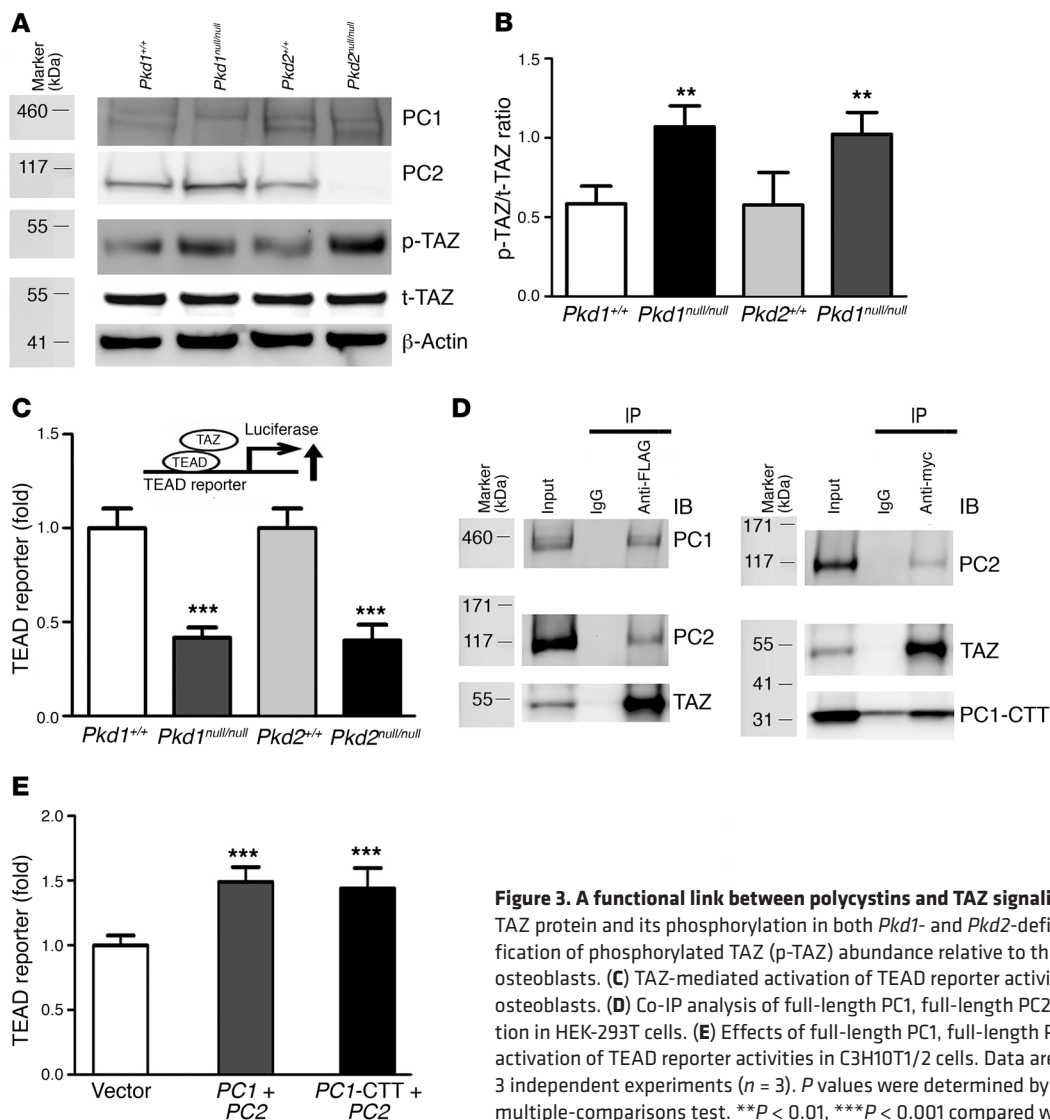 A
Marker
(kDa)
Pkd1+/+
Pkd1null/null
Pkd2+/+
Pkd2null/null
460
PC1
117
PC2
55
p-TAZ
55
t-TAZ
41
β-Actin
B
p-TAZ/t-TAZ ratio
1.5
1.0
0.5
0.0
**
**
Pkd1+/+
Pkd1null/null
Pkd2+/+
Pkd1null/null
C
TEAD reporter (fold)
1.5
1.0
0.5
0.0
TAZ
TEAD
Luciferase
TEAD reporter
***
***
Pkd1+/+
Pkd1null/null
Pkd2+/+
Pkd2null/null
D
IP
Marker
(kDa)
Input
IgG
Anti-FLAG
IB
460
PC1
171
117
PC2
55
TAZ
IP
Marker
(kDa)
Input
IgG
Anti-myc
IB
171
117
PC2
55
TAZ
41
31
PC1-CTT
E
TEAD reporter (fold)
2.0
1.5
1.0
0.5
0.0
***
***
Vector
PC1 +
PC2
PC1-CTT +
PC2
Figure 3. A functional link between polycystins and TAZ signali
TAZ protein and its phosphorylation in both Pkd1- and Pkd2-defi
fication of phosphorylated TAZ (p-TAZ) abundance relative to th
osteoblasts. (C) TAZ-mediated activation of TEAD reporter activi
osteoblasts. (D) Co-IP analysis of full-length PC1, full-length PC2
tion in HEK-293T cells. (E) Effects of full-length PC1, full-length P
activation of TEAD reporter activities in C3H10T1/2 cells. Data are
3 independent experiments (n = 3). P values were determined by
multiple-comparisons test. **P < 0.01, ***P < 0.001 compared w